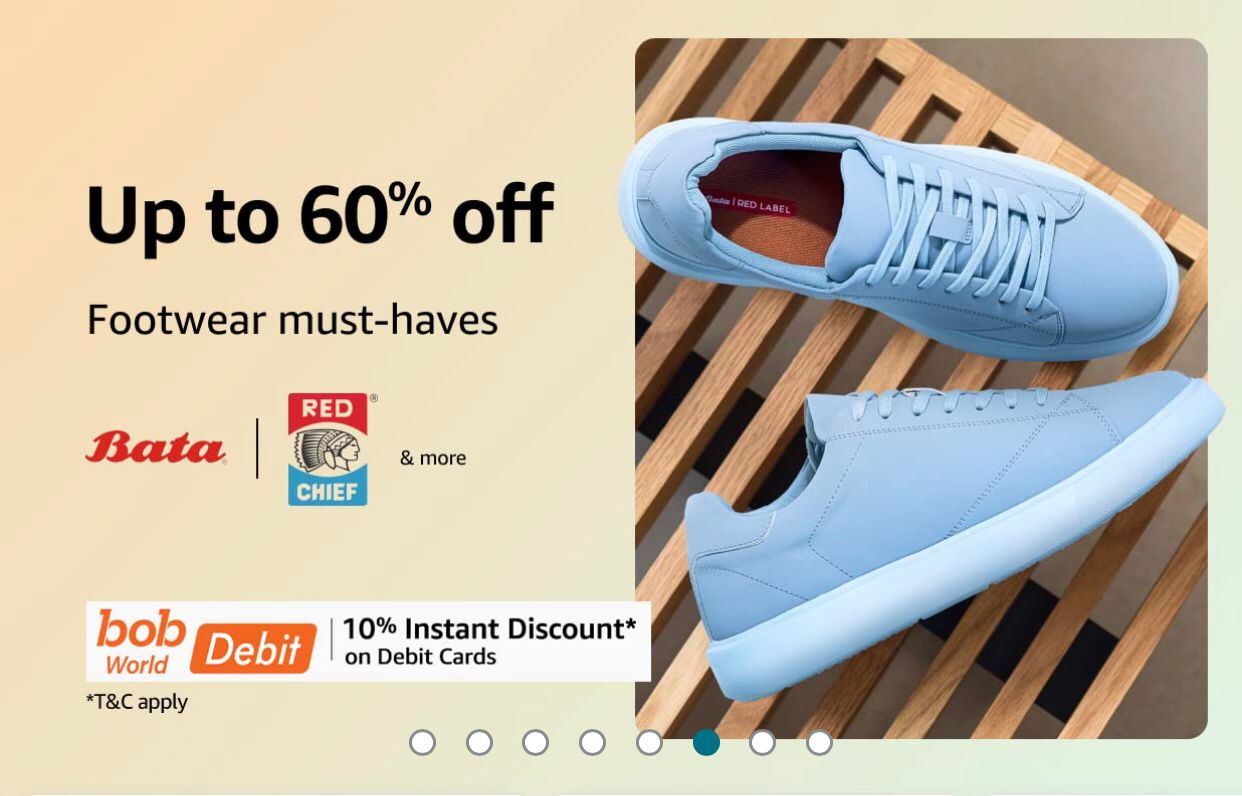 Up to 60% off
Footwear must-haves
Bata
RED
CHIEF
®
& more
bob
World
Debit
10% Instant Discount*
on Debit Cards
*T&C apply
Bata | RED LABEL